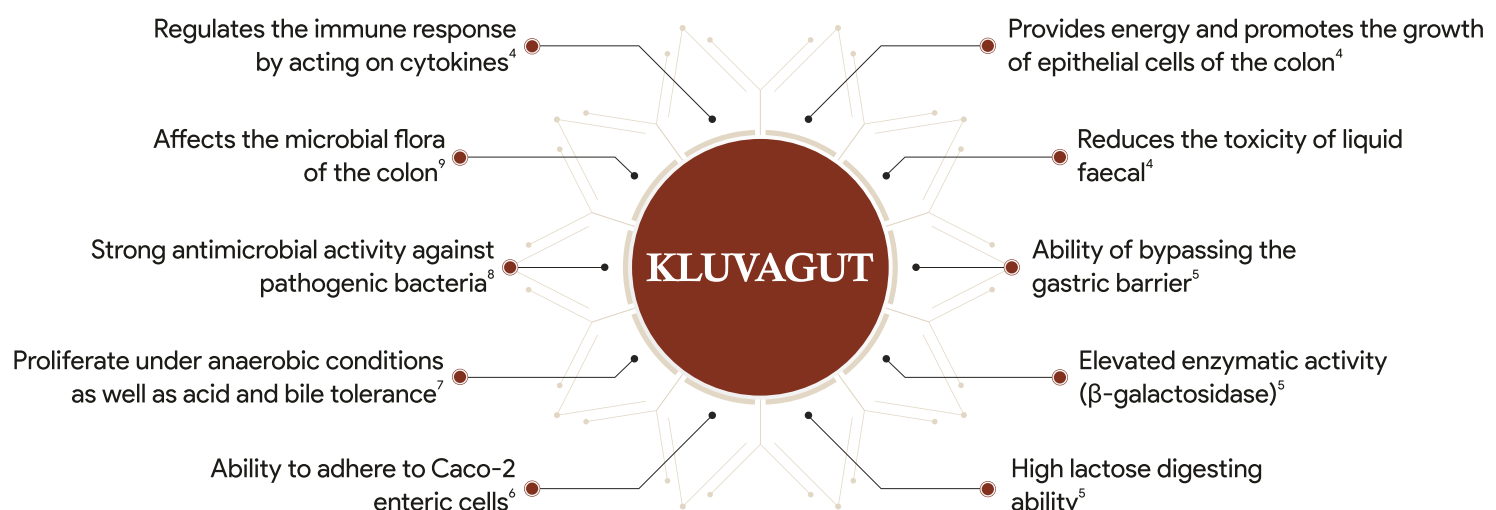 Regulates the immune response
by acting on cytokines⁴
Affects the microbial flora
of the colon⁹
Strong antimicrobial activity against
pathogenic bacteria⁸
Proliferate under anaerobic conditions
as well as acid and bile tolerance⁷
Ability to adhere to Caco-2
enteric cells⁶
KLUVAGUT
Provides energy and promotes the growth
of epithelial cells of the colon⁴
Reduces the toxicity of liquid
faecal⁴
Ability of bypassing the
gastric barrier⁵
Elevated enzymatic activity
(β-galactosidase)⁵
High lactose digesting
ability⁵